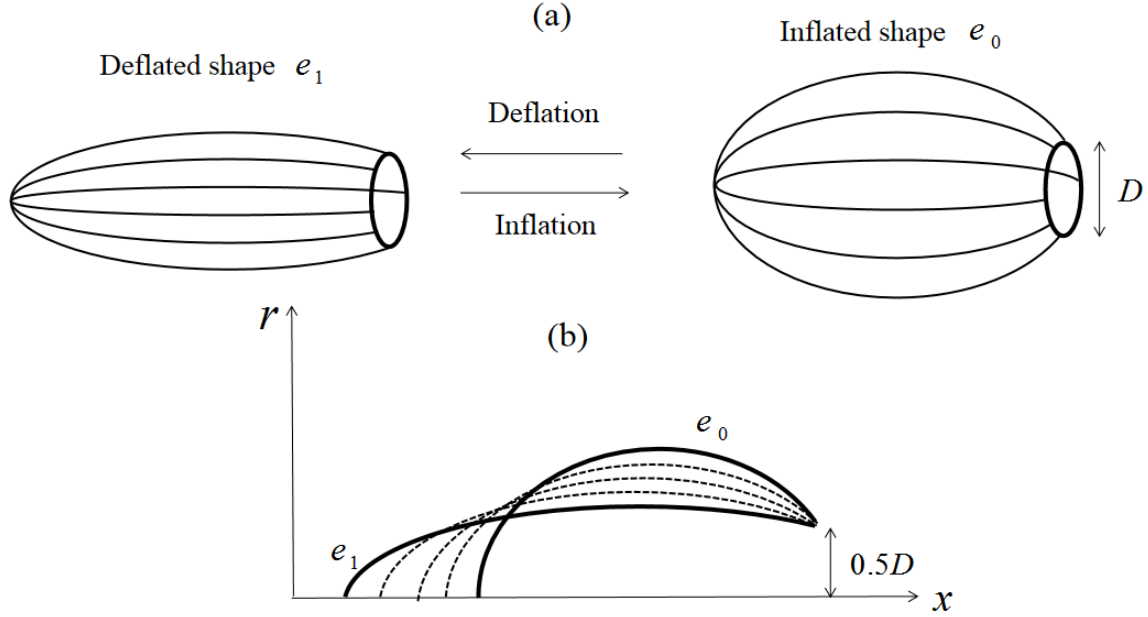 (a)
Deflated shape e₁
Inflated shape e₀
Deflation
Inflation
D
r
(b)
e₀
e₁
0.5D
x